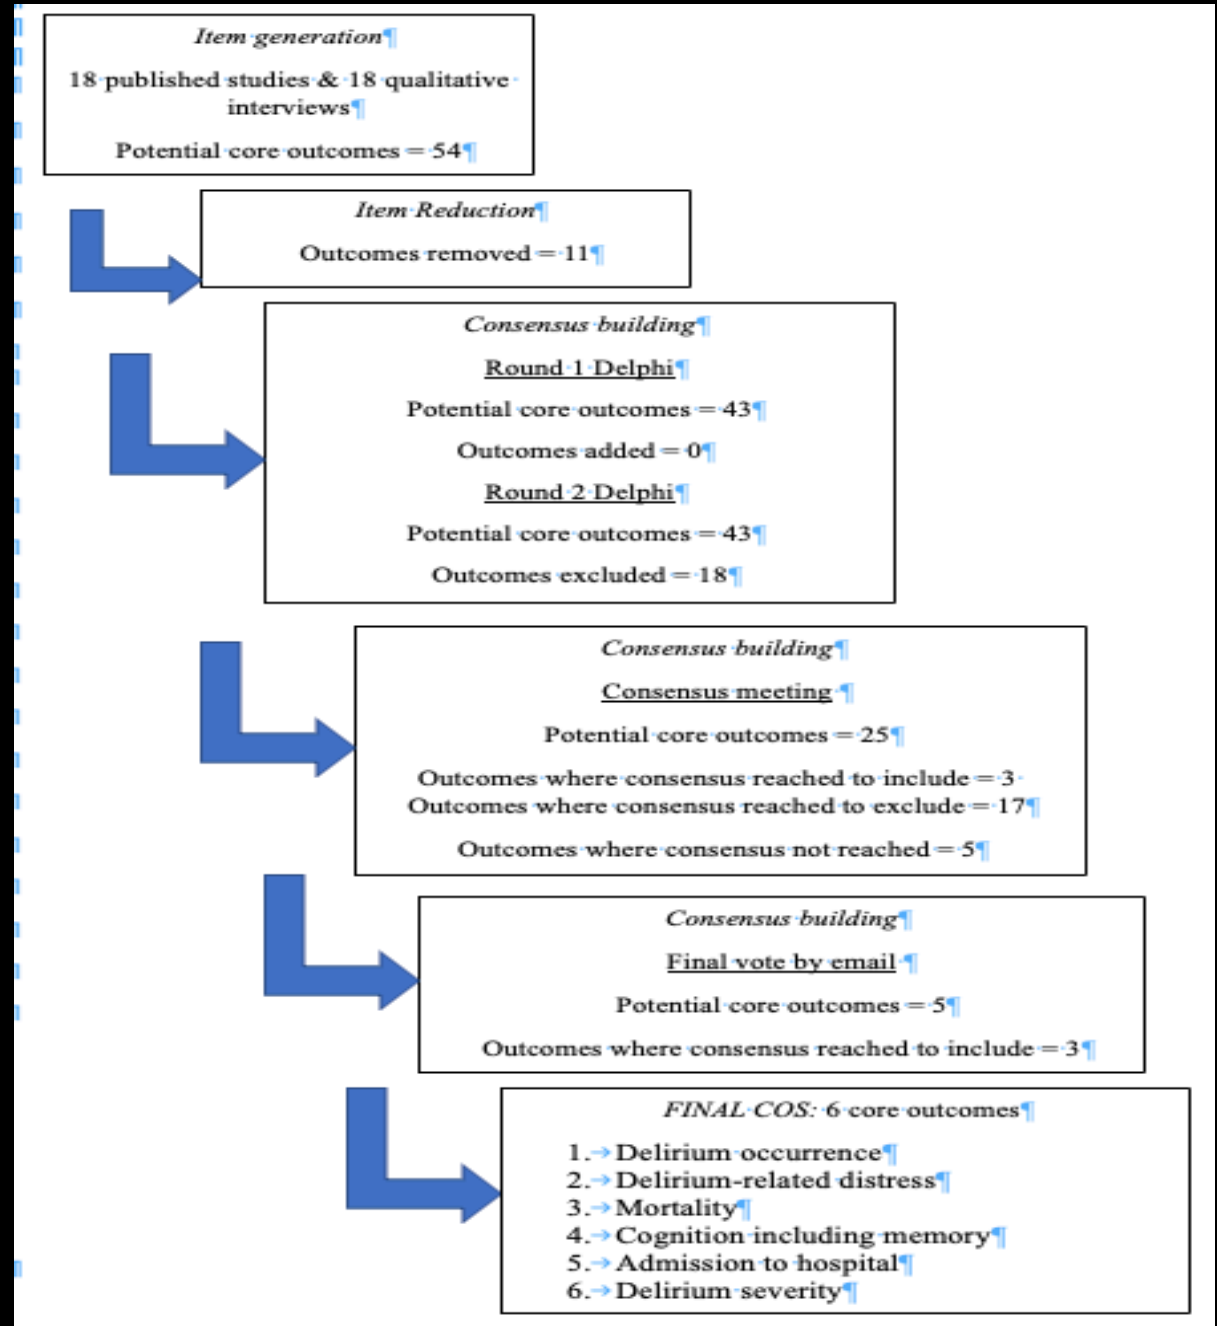 Item generation¶
18 published studies & 18 qualitative
interviews¶
Potential core outcomes = 54¶
Item Reduction¶
Outcomes removed = 11¶
Consensus building¶
Round 1 Delphi¶
Potential core outcomes = 43¶
Outcomes added = 0¶
Round 2 Delphi¶
Potential core outcomes = 43¶
Outcomes excluded = 18¶
Consensus building¶
Consensus meeting ¶
Potential core outcomes = 25¶
Outcomes where consensus reached to include = 3
Outcomes where consensus reached to exclude = 17¶
Outcomes where consensus not reached = 5¶
Consensus building¶
Final vote by email ¶
Potential core outcomes = 5¶
Outcomes where consensus reached to include = 3¶
FINAL COS: 6 core outcomes¶
1.→Delirium occurrence¶
2.→Delirium-related distress¶
3.→Mortality¶
4.→Cognition including memory¶
5.→Admission to hospital¶
6.→Delirium severity¶